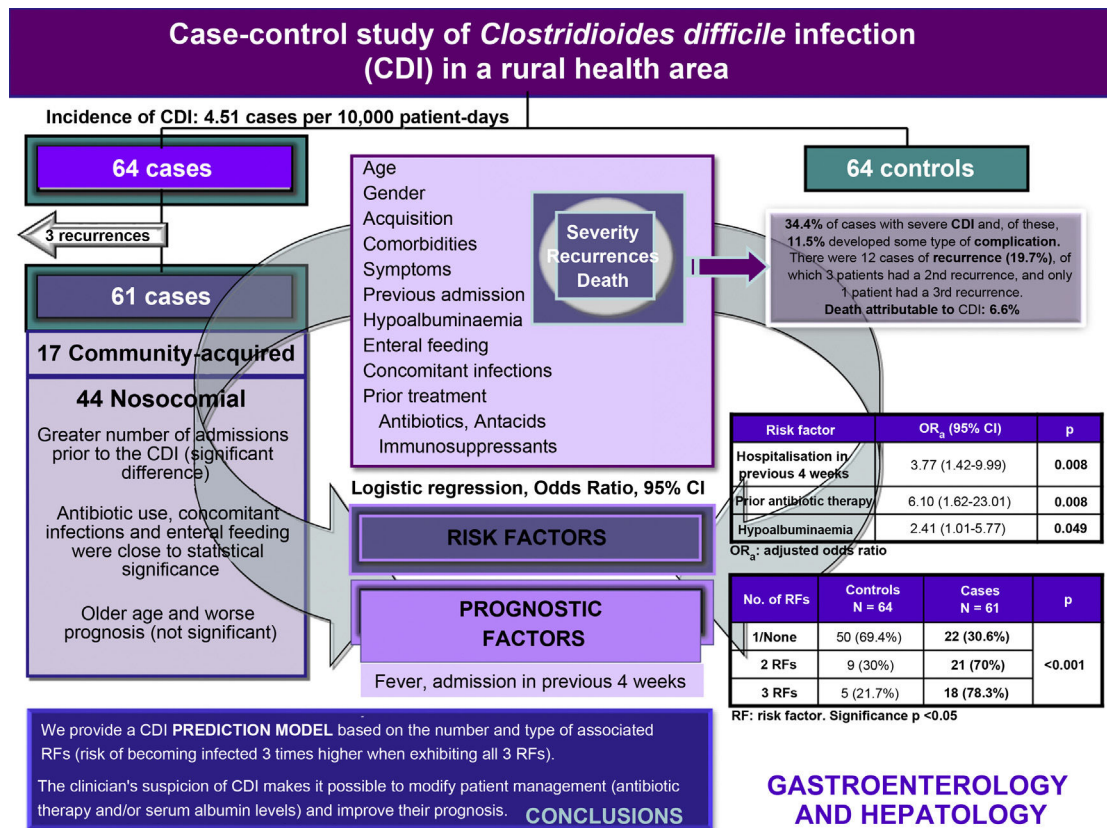 Case-control study of Clostridioides difficile infection
(CDI) in a rural health area
Incidence of CDI: 4.51 cases per 10,000 patient-days
64 cases
3 recurrences
61 cases
17 Community-acquired
44 Nosocomial
Greater number of admissions
prior to the CDI (significant
difference)
Antibiotic use, concomitant
infections and enteral feeding
were close to statistical
significance
Older age and worse
prognosis (not significant)
Age
Gender
Acquisition
Comorbidities
Symptoms
Previous admission
Hypoalbuminaemia
Enteral feeding
Concomitant infections
Prior treatment
Antibiotics, Antacids
Immunosuppressants
Severity
Recurrences
Death
Logistic regression, Odds Ratio, 95% CI
RISK FACTORS
PROGNOSTIC
FACTORS
Fever, admission in previous 4 weeks
64 controls
34.4% of cases with severe CDI and, of these,
11.5% developed some type of complication.
There were 12 cases of recurrence (19.7%), of
which 3 patients had a 2nd recurrence, and only
1 patient had a 3rd recurrence.
Death attributable to CDI: 6.6%
Risk factor ORa (95% CI) p
Hospitalisation in
previous 4 weeks 3.77 (1.42-9.99) 0.008
Prior antibiotic therapy 6.10 (1.62-23.01) 0.008
Hypoalbuminaemia 2.41 (1.01-5.77) 0.049
ORa: adjusted odds ratio
No. of RFs Controls Cases p
N = 64 N = 61
1/None 50 (69.4%) 22 (30.6%)
2 RFs 9 (30%) 21 (70%) <0.001
3 RFs 5 (21.7%) 18 (78.3%)
RF: risk factor. Significance p <0.05
We provide a CDI PREDICTION MODEL based on the number and type of associated
RFs (risk of becoming infected 3 times higher when exhibiting all 3 RFs).
The clinician's suspicion of CDI makes it possible to modify patient management (antibiotic
therapy and/or serum albumin levels) and improve their prognosis.
CONCLUSIONS
GASTROENTEROLOGY
AND HEPATOLOGY